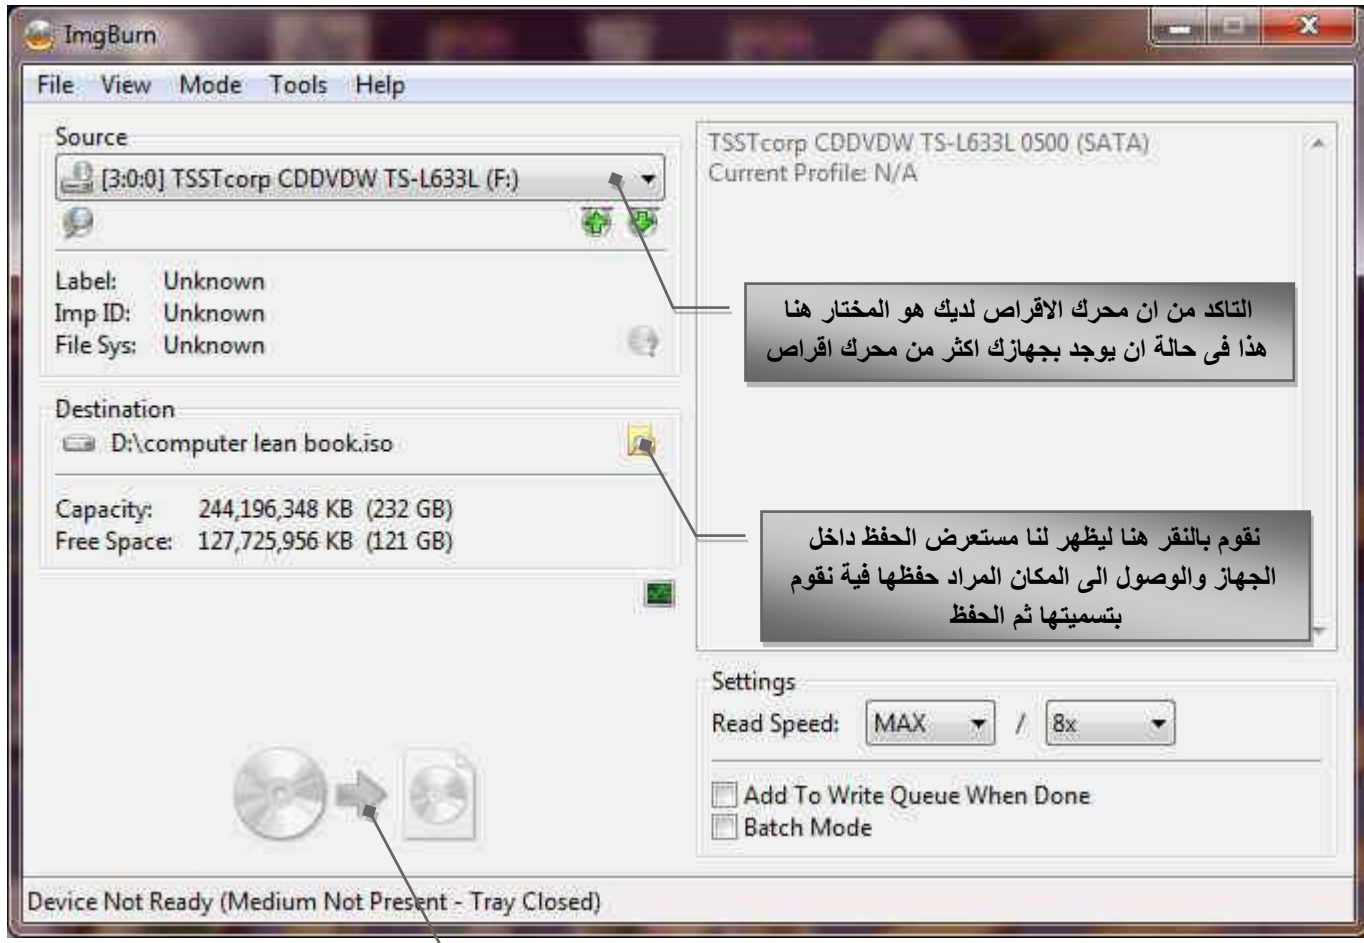 ImgBurn
File View Mode Tools Help
Source
[3:0:0] TSSTcorp CDDVDW TS-L633L (F:)
Label: Unknown
Imp ID: Unknown
File Sys: Unknown
Destination
D:\computer lean book.iso
Capacity: 244,196,348 KB (232 GB)
Free Space: 127,725,956 KB (121 GB)
TSSTcorp CDDVDW TS-L633L 0500 (SATA)
Current Profile: N/A
التاكد من ان محرك الاقراص لديك هو المختار هنا
هذا فى حالة ان يوجد بجهازك اكثر من محرك اقراص
نقوم بالنقر هنا ليظهر لنا مستعرض الحفظ داخل
الجهاز والوصول الى المكان المراد حفظها فية نقوم
بتسميتها ثم الحفظ
Settings
Read Speed: MAX / 8x
Add To Write Queue When Done
Batch Mode
Device Not Ready (Medium Not Present - Tray Closed)